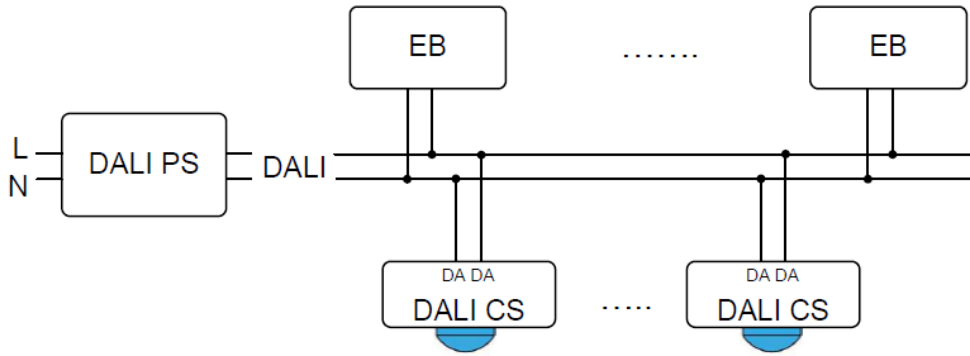 EB
.......
EB
L
N
DALI PS
DALI
DA DA
DALI CS
.....
DA DA
DALI CS